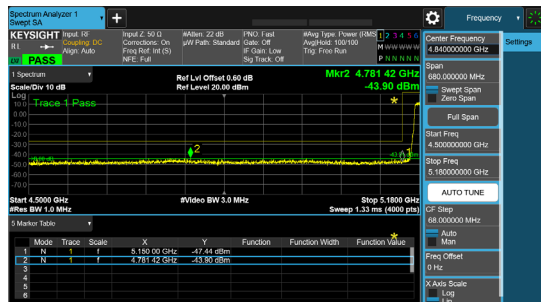 Spectrum Analyzer 1
Swept SA
+
Frequency
KEYSIGHT
Input: RF
Coupling: DC
Align: Auto
Input Z: 50 Ω
Corrections: On
Freq Ref: Int (S)
NFE: Full
#Atten: 22 dB
µW Path: Standard
PNO: Fast
Gate: Off
IF Gain: Low
Sig Track: Off
#Avg Type: Power (RMS
Avg|Hold: 100/100
Trig: Free Run
1 2 3 4 5 6
M W W W W W
P N N N N N
PASS
Center Frequency
4.840000000 GHz
Settings
Span
680.000000 MHz
Swept Span
Zero Span
Full Span
Start Freq
4.500000000 GHz
Stop Freq
5.180000000 GHz
AUTO TUNE
CF Step
68.000000 MHz
Auto
Man
Freq Offset
0 Hz
X Axis Scale
Log
Lin
1 Spectrum
Scale/Div 10 dB
Ref Lvl Offset 0.60 dB
Ref Level 20.00 dBm
Mkr2 4.781 42 GHz
-43.90 dBm
Log
Trace 1 Pass
10.0
0.00
-10.0
-20.0
-30.0
-40.0
-50.0
-60.0
-70.0
2
1
Start 4.5000 GHz
#Res BW 1.0 MHz
#Video BW 3.0 MHz
Stop 5.1800 GHz
Sweep 1.33 ms (4000 pts)
5 Marker Table
Mode Trace Scale X Y Function Function Width Function Value
1 N 1 f 5.150 00 GHz -47.44 dBm
2 N 1 f 4.781 42 GHz -43.90 dBm
3
4
5
6